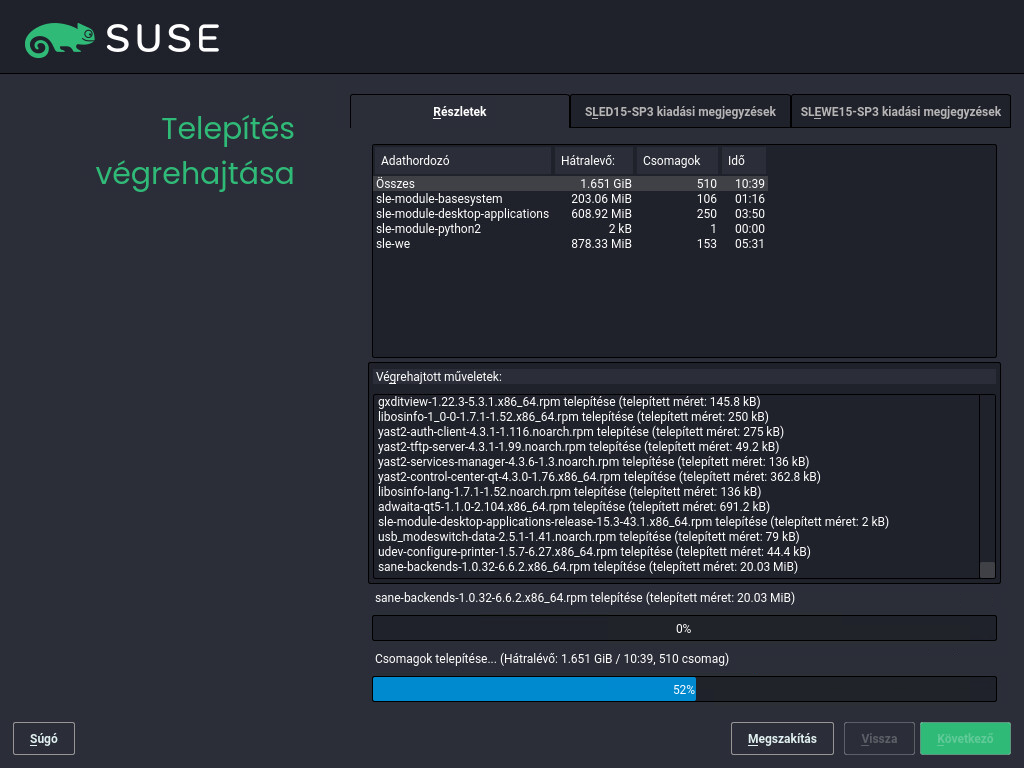 SUSE
Telepítés
végrehajtása
Részletek
SLED15-SP3 kiadási megjegyzések
SLEWE15-SP3 kiadási megjegyzések
Adathordozó Hátralevő: Csomagok Idő
Összes 1.651 GiB 510 10:39
sle-module-basesystem 203.06 MiB 106 01:16
sle-module-desktop-applications 608.92 MiB 250 03:50
sle-module-python2 2 kB 1 00:00
sle-we 878.33 MiB 153 05:31
Végrehajtott műveletek:
gxditview-1.22.3-5.3.1.x86_64.rpm telepítése (telepített méret: 145.8 kB)
libosinfo-1_0-0-1.7.1-1.52.x86_64.rpm telepítése (telepített méret: 250 kB)
yast2-auth-client-4.3.1-1.116.noarch.rpm telepítése (telepített méret: 275 kB)
yast2-tftp-server-4.3.1-1.99.noarch.rpm telepítése (telepített méret: 49.2 kB)
yast2-services-manager-4.3.6-1.3.noarch.rpm telepítése (telepített méret: 136 kB)
yast2-control-center-qt-4.3.0-1.76.x86_64.rpm telepítése (telepített méret: 362.8 kB)
libosinfo-lang-1.7.1-1.52.noarch.rpm telepítése (telepített méret: 136 kB)
adwaita-qt5-1.1.0-2.104.x86_64.rpm telepítése (telepített méret: 691.2 kB)
sle-module-desktop-applications-release-15.3-43.1.x86_64.rpm telepítése (telepített méret: 2 kB)
usb_modeswitch-data-2.5.1-1.41.noarch.rpm telepítése (telepített méret: 79 kB)
udev-configure-printer-1.5.7-6.27.x86_64.rpm telepítése (telepített méret: 44.4 kB)
sane-backends-1.0.32-6.6.2.x86_64.rpm telepítése (telepített méret: 20.03 MiB)
sane-backends-1.0.32-6.6.2.x86_64.rpm telepítése (telepített méret: 20.03 MiB)
0%
Csomagok telepítése... (Hátralévő: 1.651 GiB / 10:39, 510 csomag)
52%
Súgó
Megszakítás
Vissza
Következő